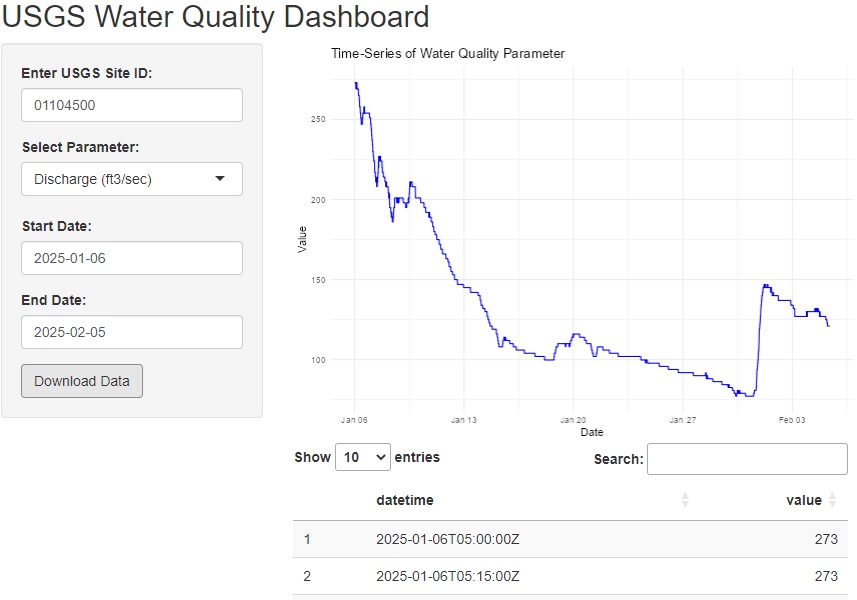 USGS Water Quality Dashboard
Enter USGS Site ID:
01104500
Select Parameter:
Discharge (ft3/sec)
Start Date:
2025-01-06
End Date:
2025-02-05
Download Data
Time-Series of Water Quality Parameter
Value
250
200
150
100
Jan 06 Jan 13 Jan 20 Jan 27 Feb 03
Date
Show 10 entries Search:
datetime value
1 2025-01-06T05:00:00Z 273
2 2025-01-06T05:15:00Z 273